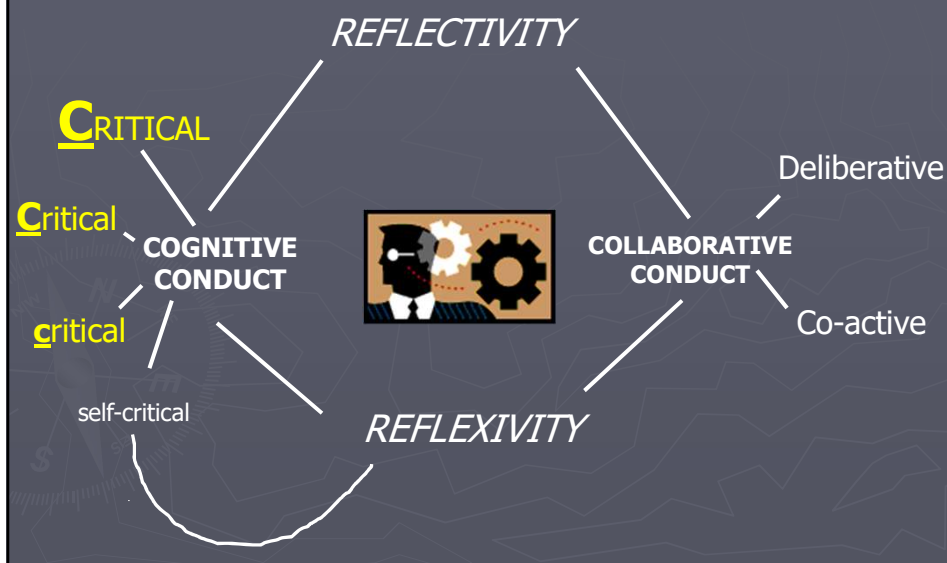 REFLECTIVITY
CRITICAL
Deliberative
Critical
COGNITIVE
CONDUCT
COLLABORATIVE
CONDUCT
critical
Co-active
self-critical
REFLEXIVITY
N
E
S